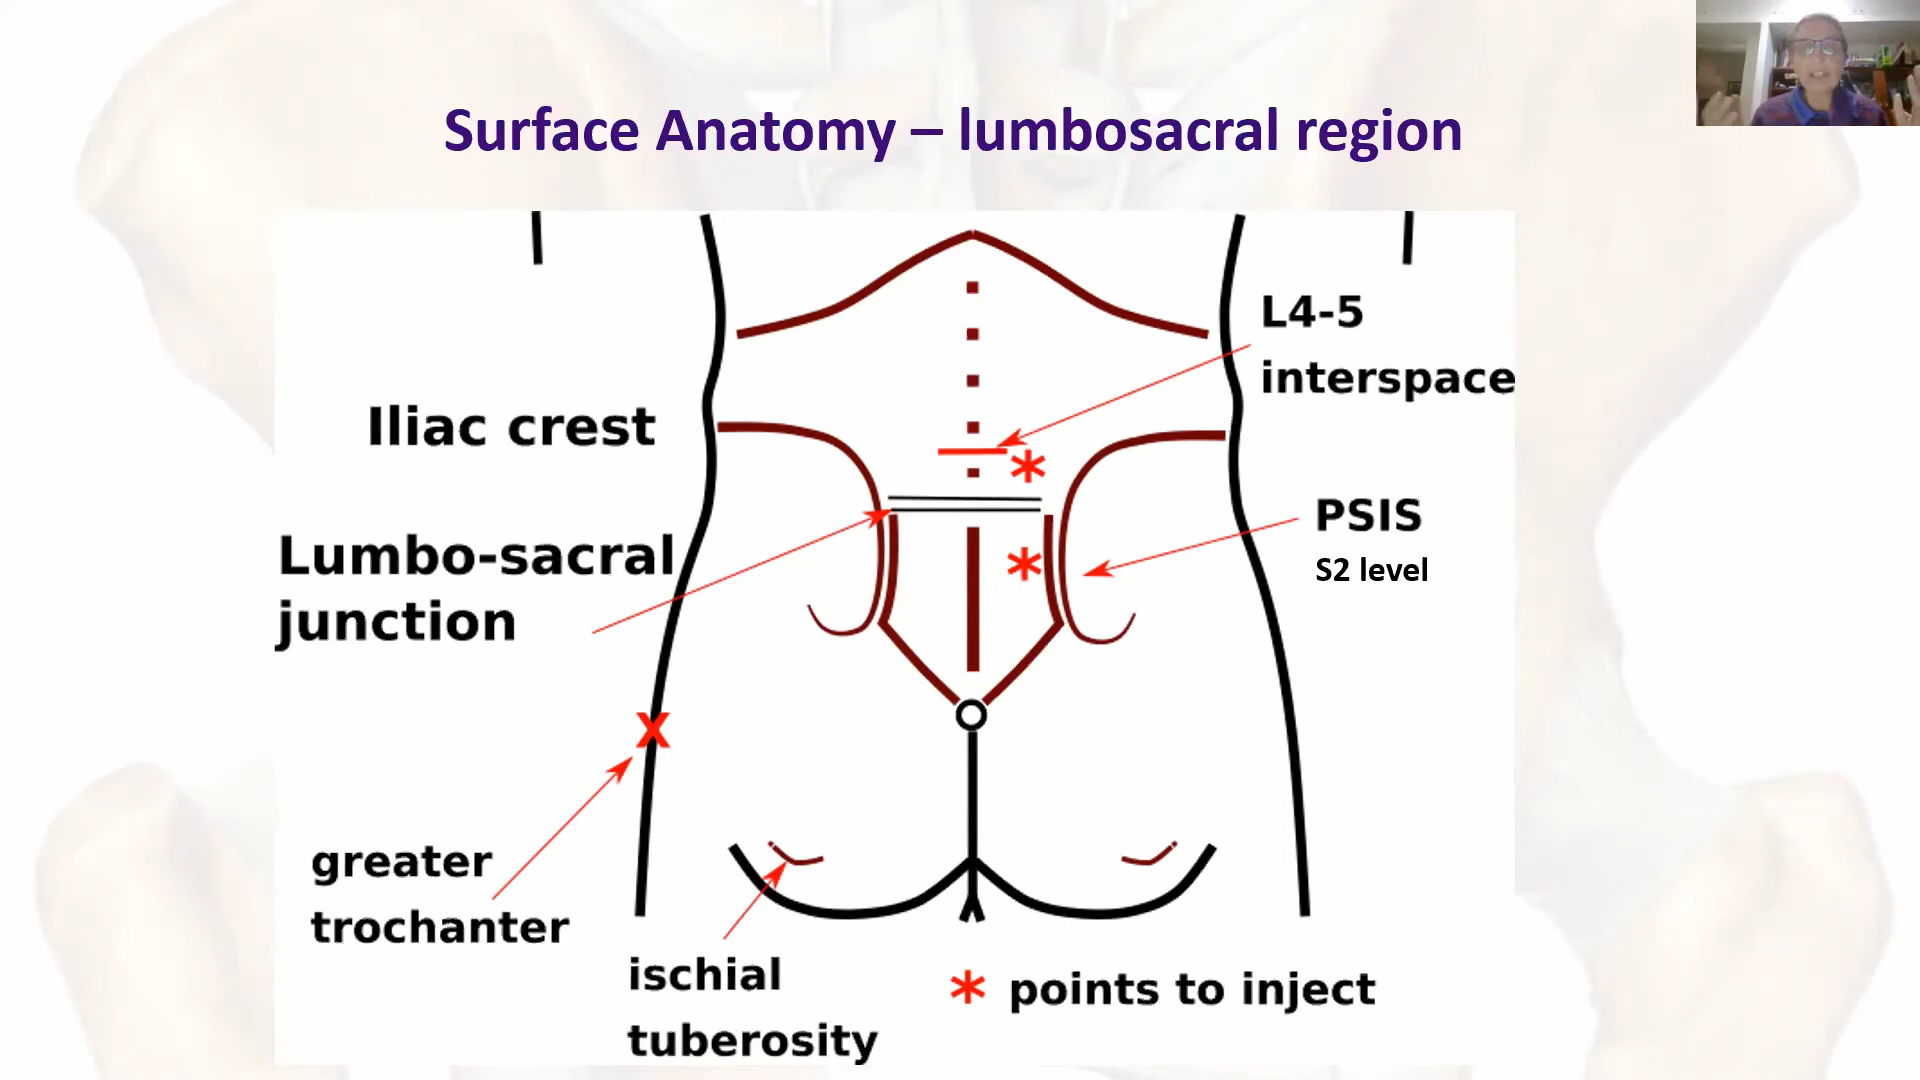 Surface Anatomy – lumbosacral region
L4-5
interspace
Iliac crest
PSIS
S2 level
Lumbo-sacral
junction
x
greater
trochanter
ischial
tuberosity
* points to inject